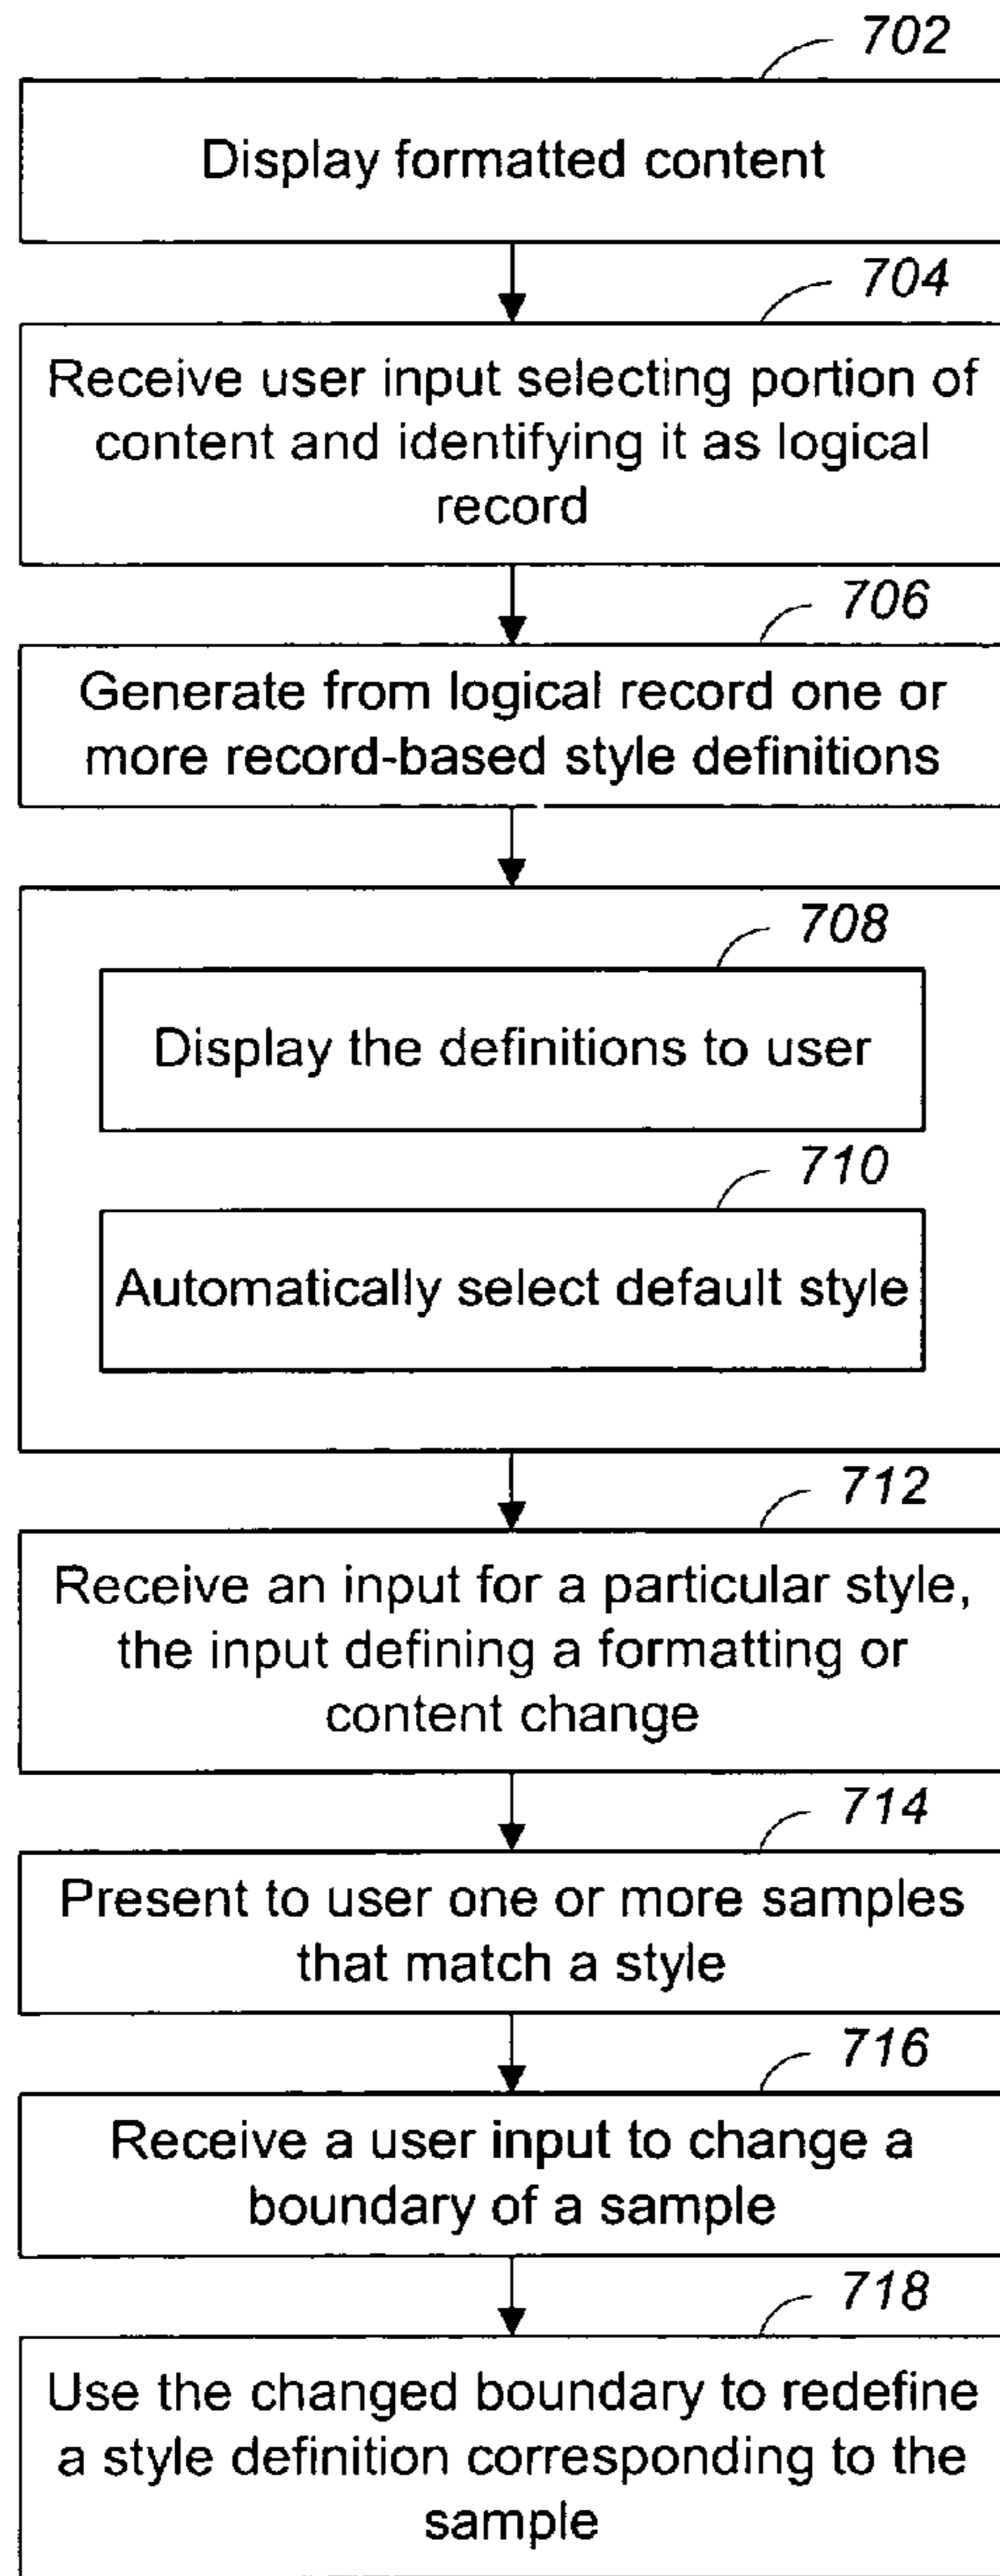 702
Display formatted content
704
Receive user input selecting portion of
content and identifying it as logical
record
706
Generate from logical record one or
more record-based style definitions
708
Display the definitions to user
710
Automatically select default style
712
Receive an input for a particular style,
the input defining a formatting or
content change
714
Present to user one or more samples
that match a style
716
Receive a user input to change a
boundary of a sample
718
Use the changed boundary to redefine
a style definition corresponding to the
sample